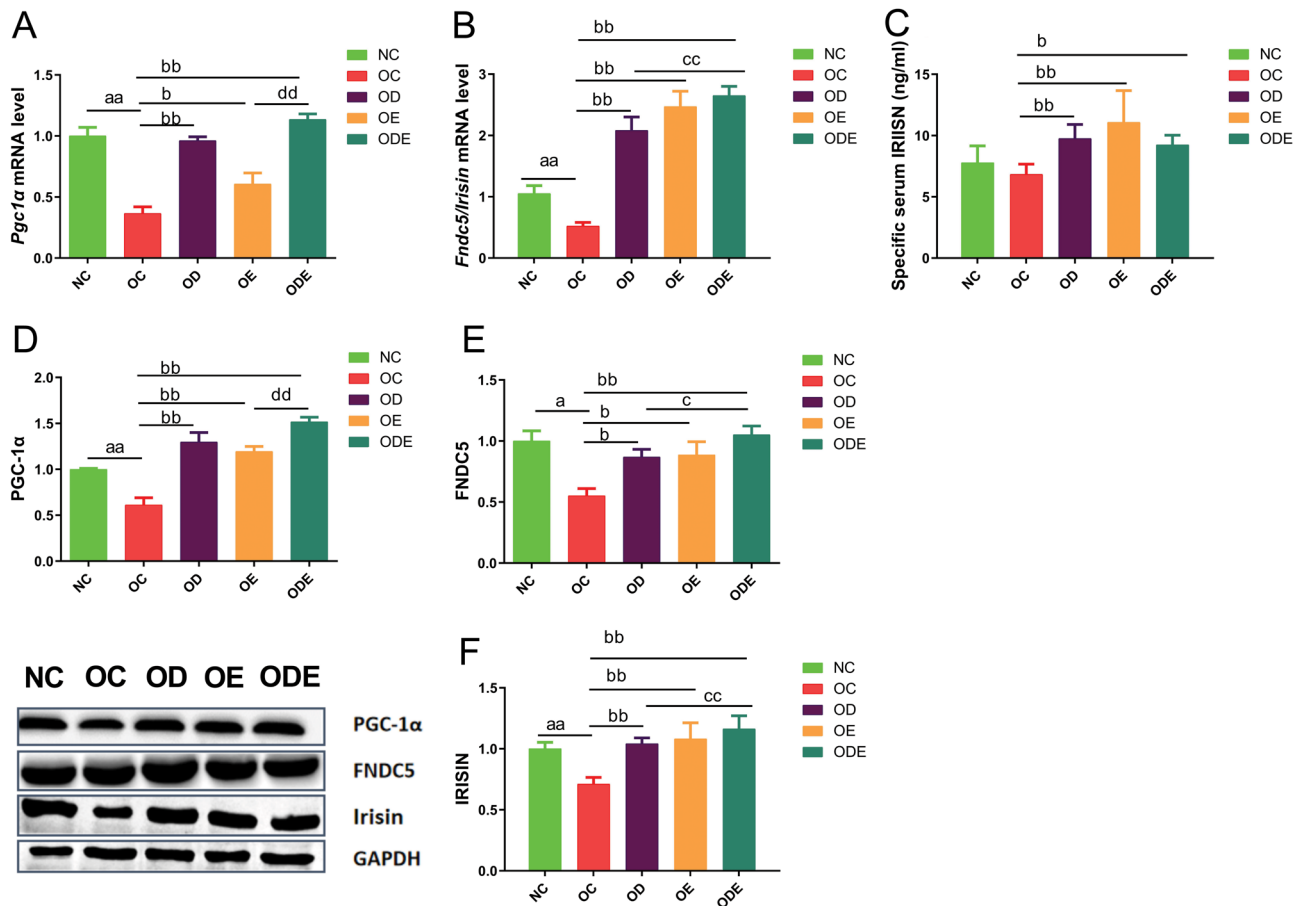 A
Pgc1α mRNA level
1.5
1.0
0.5
0.0
aa
bb
b
bb
dd
NC
OC
OD
OE
ODE
NC
OC
OD
OE
ODE
B
Fndc5/Irisin mRNA level
3
2
1
0
aa
bb
bb
bb
cc
NC
OC
OD
OE
ODE
NC
OC
OD
OE
ODE
C
Specific serum IRIISN (ng/ml)
15
10
5
0
b
bb
bb
NC
OC
OD
OE
ODE
NC
OC
OD
OE
ODE
D
PGC-1α
2.0
1.5
1.0
0.5
0.0
aa
bb
bb
bb
dd
NC
OC
OD
OE
ODE
NC
OC
OD
OE
ODE
E
FNDC5
1.5
1.0
0.5
0.0
a
bb
b
b
c
NC
OC
OD
OE
ODE
NC
OC
OD
OE
ODE
NC OC OD OE ODE
PGC-1α
FNDC5
Irisin
GAPDH
F
IRISIN
1.5
1.0
0.5
0.0
aa
bb
bb
bb
cc
NC
OC
OD
OE
ODE
NC
OC
OD
OE
ODE